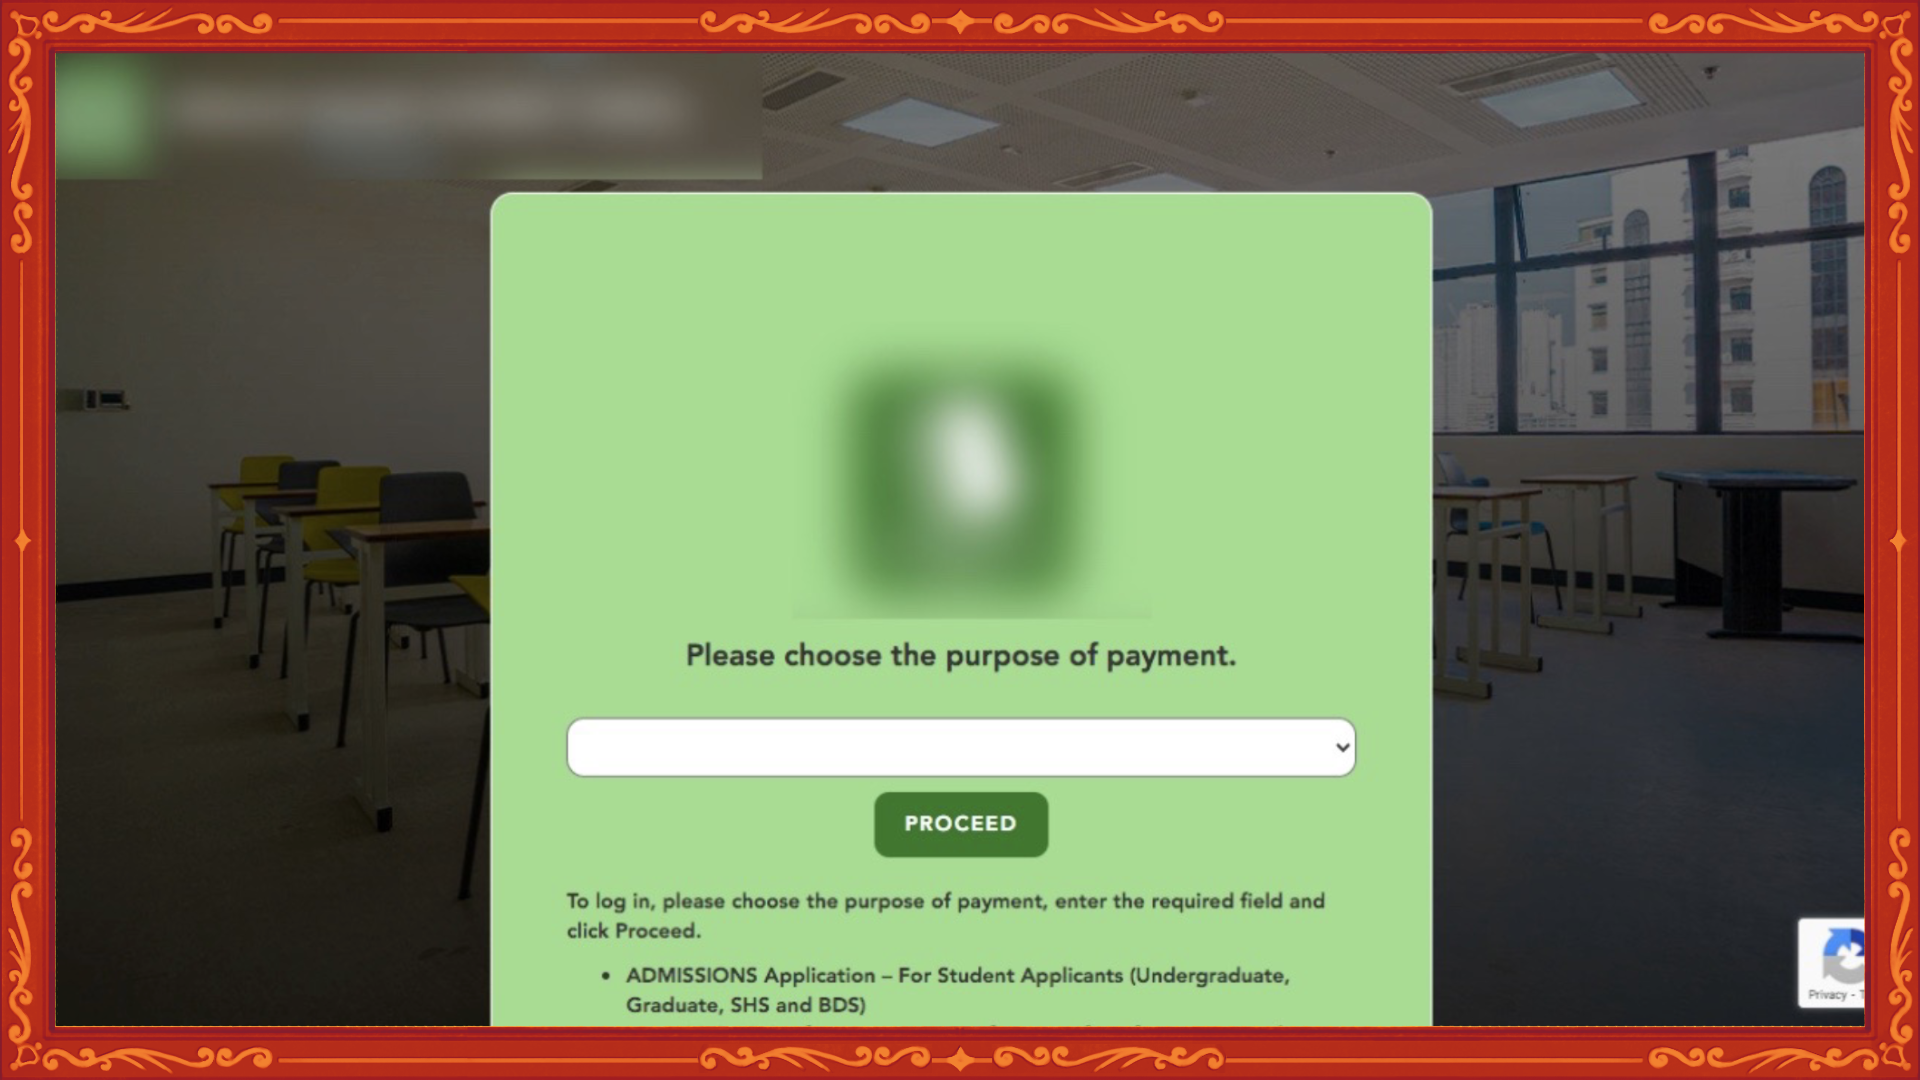 Please choose the purpose of payment.
PROCEED
To log in, please choose the purpose of payment, enter the required field and
click Proceed.
• ADMISSIONS Application – For Student Applicants (Undergraduate,
Graduate, SHS and BDS)
Privacy -